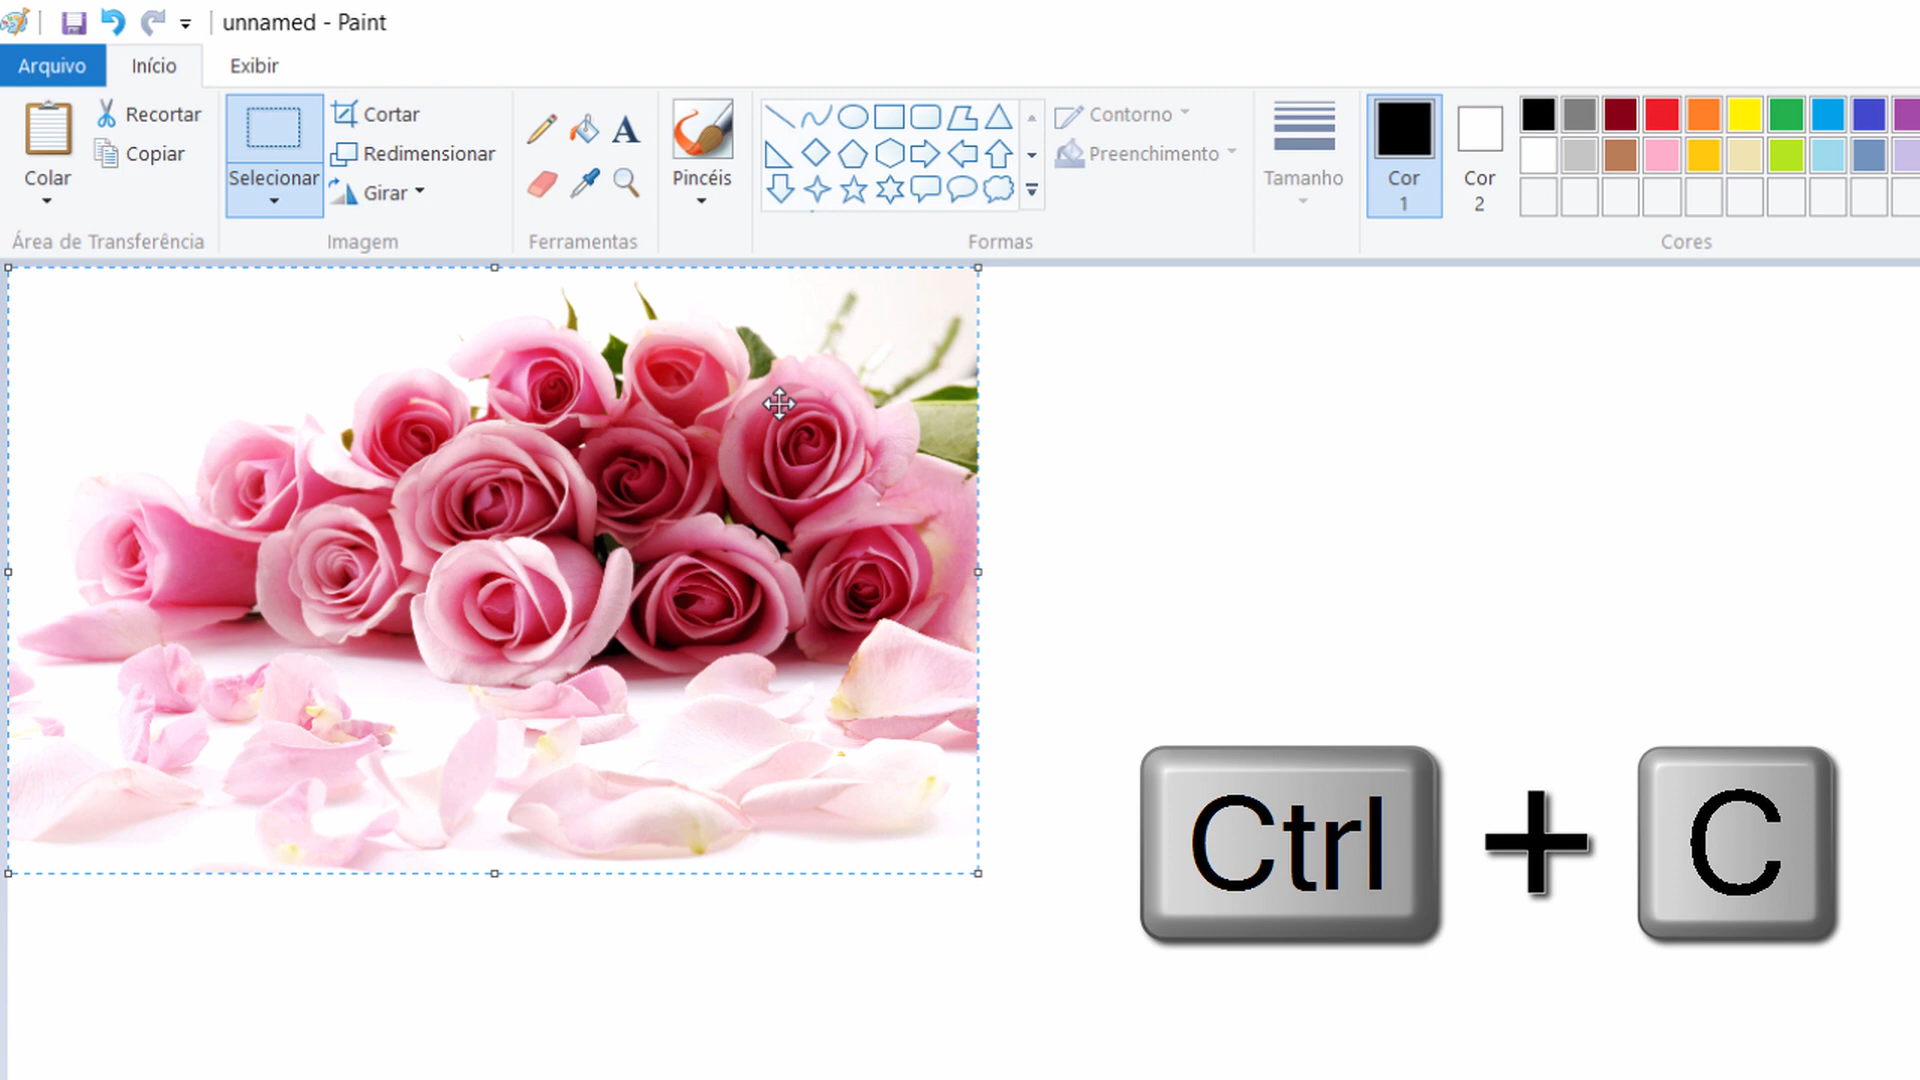 unnamed - Paint
Arquivo
Início
Exibir
Colar
Recortar
Copiar
Área de Transferência
Selecionar
Cortar
Redimensionar
Girar
Imagem
A
Ferramentas
Pincéis
Formas
Contorno
Preenchimento
Tamanho
Cor
1
Cor
2
Cores
Ctrl + C